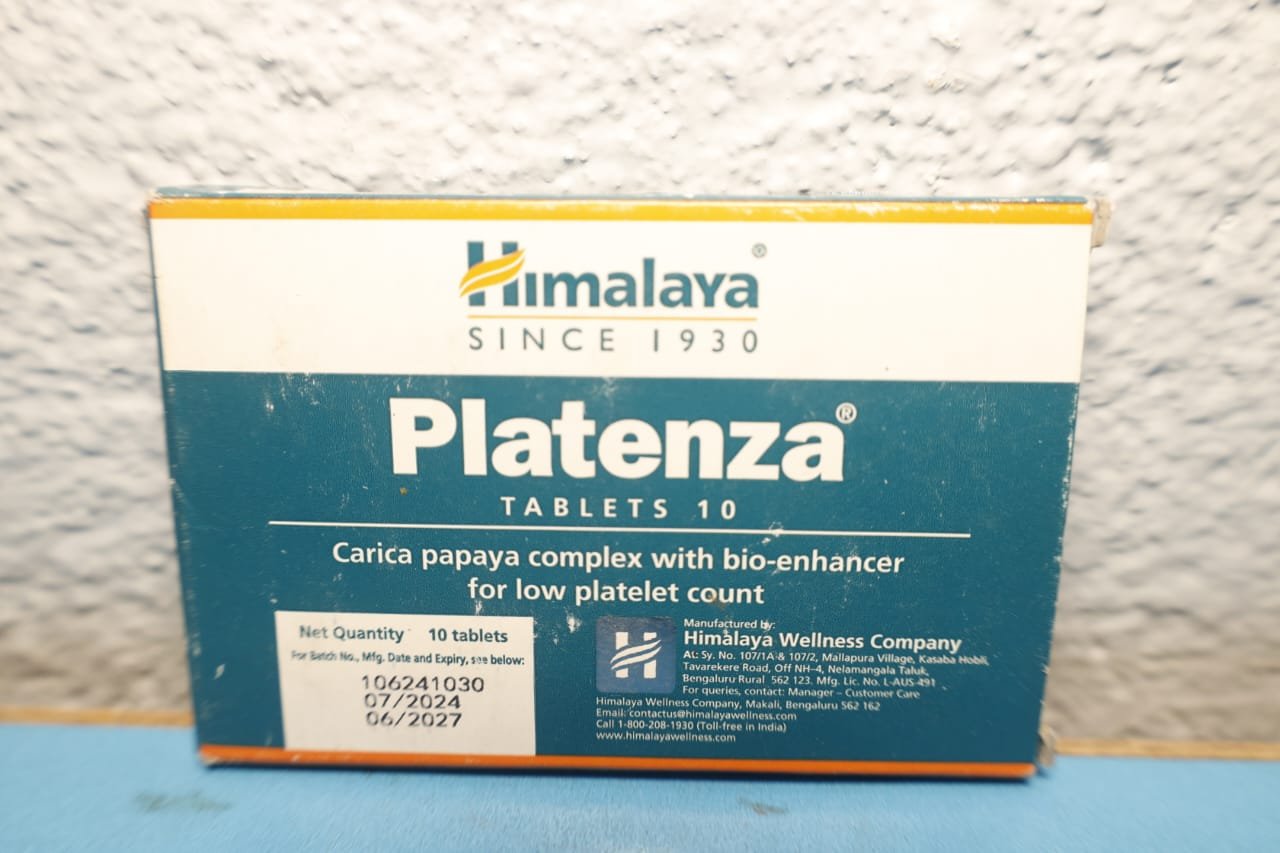 Himalaya®
SINCE 1930
Platenza®
TABLETS 10
Carica papaya complex with bio-enhancer
for low platelet count
Net Quantity 10 tablets
For Batch No., Mfg. Date and Expiry, see below:
106241030
07/2024
06/2027
Manufactured by:
Himalaya Wellness Company
AL: Sy. No. 107/1A & 107/2, Mallapura Village, Kasaba Hobli,
Tavarekere Road, Off NH-4, Nelamangala Taluk,
Bengaluru Rural 562 123. Mfg. Lic. No. L-AUS-491
For queries, contact: Manager – Customer Care
Himalaya Wellness Company, Makali, Bengaluru 562 162
Email: contactus@himalayawellness.com
Call 1-800-208-1930 (Toll-free in India)
www.himalayawellness.com